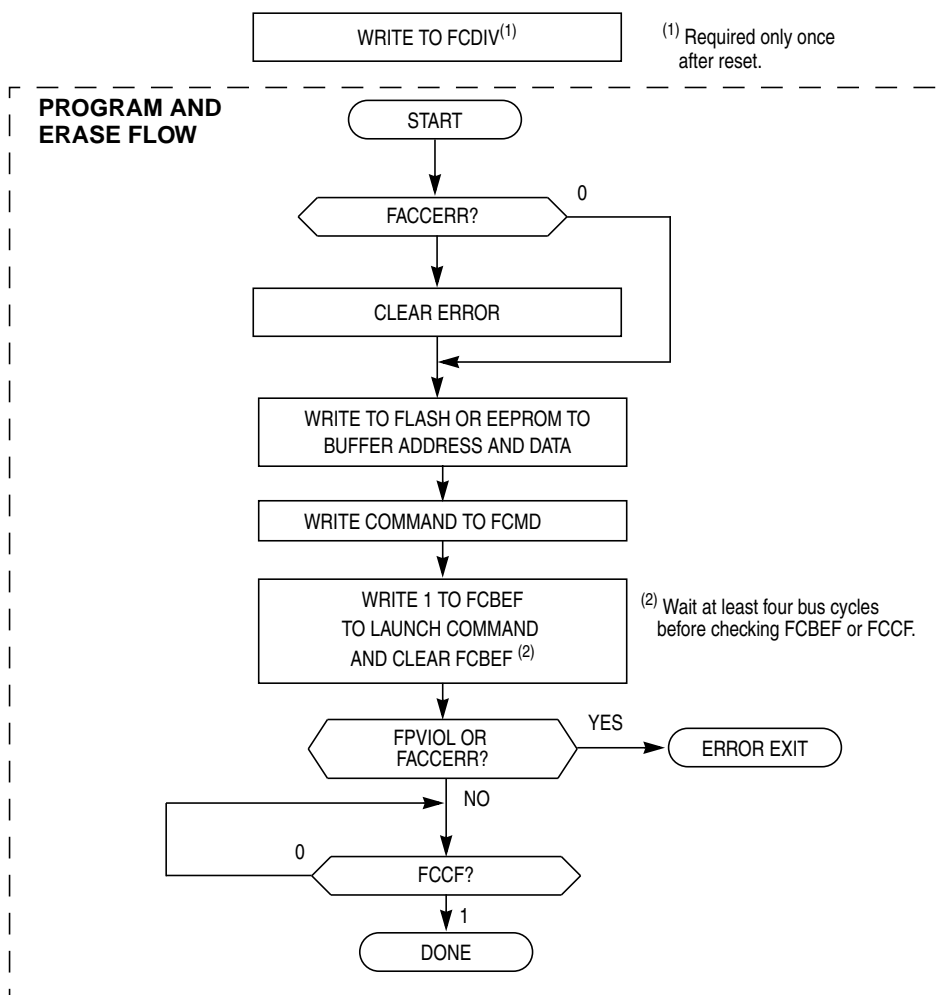 WRITE TO FCDIV(1)
(1) Required only once
after reset.
PROGRAM AND
ERASE FLOW
START
0
FACCERR?
CLEAR ERROR
WRITE TO FLASH OR EEPROM TO
BUFFER ADDRESS AND DATA
WRITE COMMAND TO FCMD
WRITE 1 TO FCBEF
TO LAUNCH COMMAND
AND CLEAR FCBEF (2)
(2) Wait at least four bus cycles
before checking FCBEF or FCCF.
FPVIOL OR
FACCERR?
YES
ERROR EXIT
NO
0
FCCF?
1
DONE